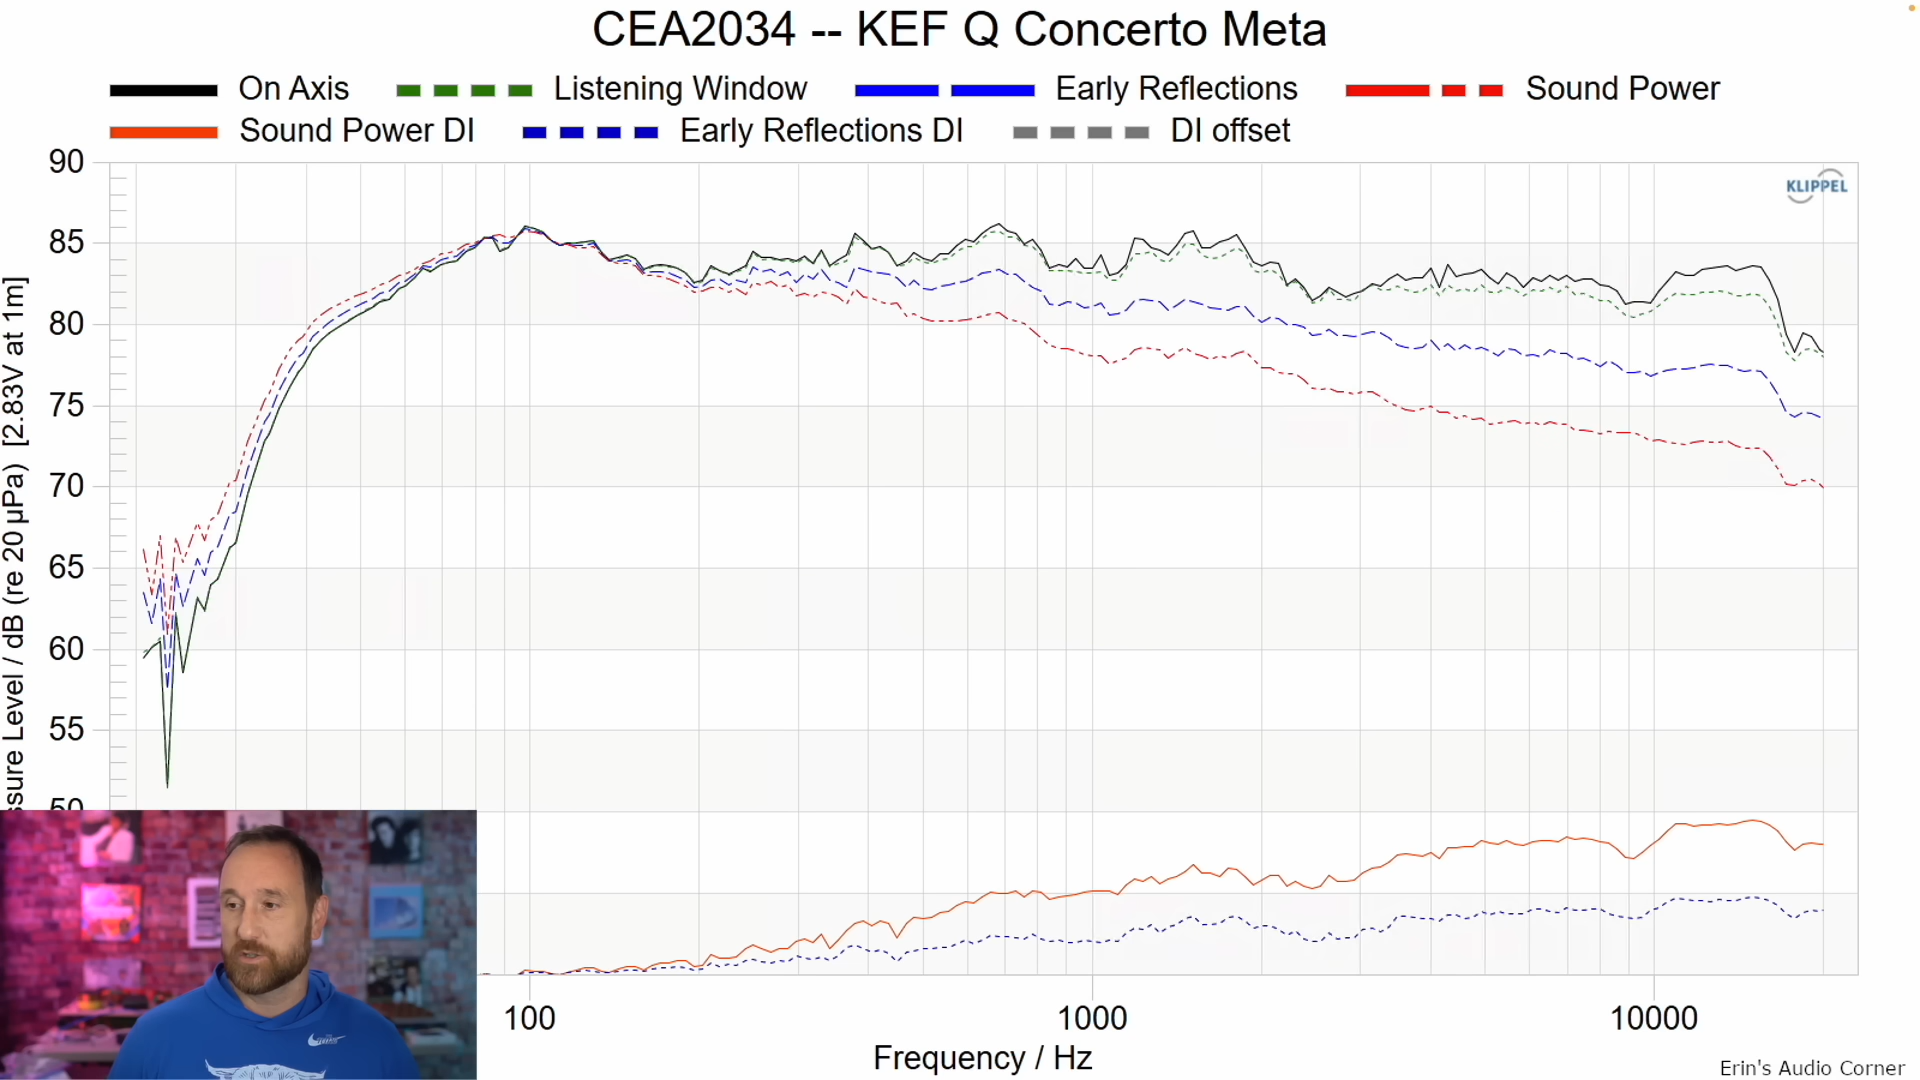 CEA2034 -- KEF Q Concerto Meta
On Axis Listening Window Early Reflections Sound Power
Sound Power DI Early Reflections DI DI offset
KLIPPEL
90
85
80
75
70
65
60
55
50
ssure Level / dB (re 20 µPa) [2.83V at 1m]
100 1000 10000
Frequency / Hz
Erin's Audio Corner